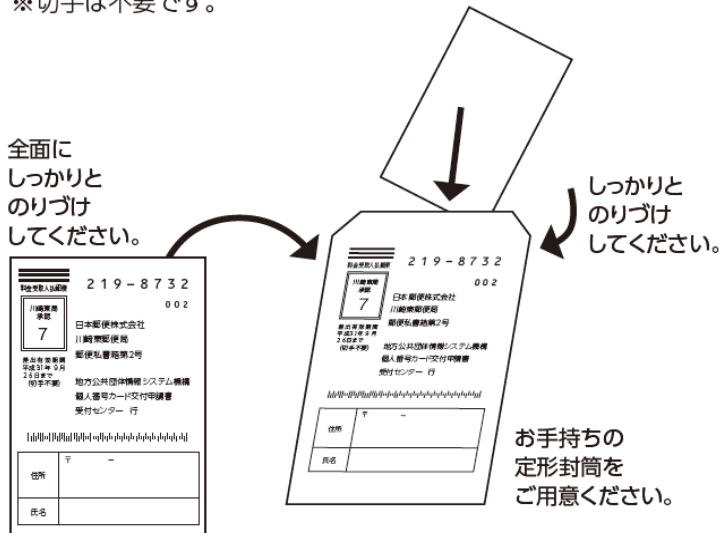 ※切手は不要です。
全面に
しっかりと
のりづけ
してください。
料金受取人払郵便
川崎東局
承認
7
差出有効期間
平成31年9月
26日まで
(切手不要)
219-8732
002
日本郵便株式会社
川崎東郵便局
郵便私書箱第2号
地方公共団体情報システム機構
個人番号カード交付申請書
受付センター 行
住所
〒 -
氏名
しっかりと
のりづけ
してください。
料金受取人払郵便
川崎東局
承認
7
差出有効期間
平成31年9月
26日まで
(切手不要)
219-8732
002
日本郵便株式会社
川崎東郵便局
郵便私書箱第2号
地方公共団体情報システム機構
個人番号カード交付申請書
受付センター 行
住所
〒 -
氏名
お手持ちの
定形封筒を
ご用意ください。